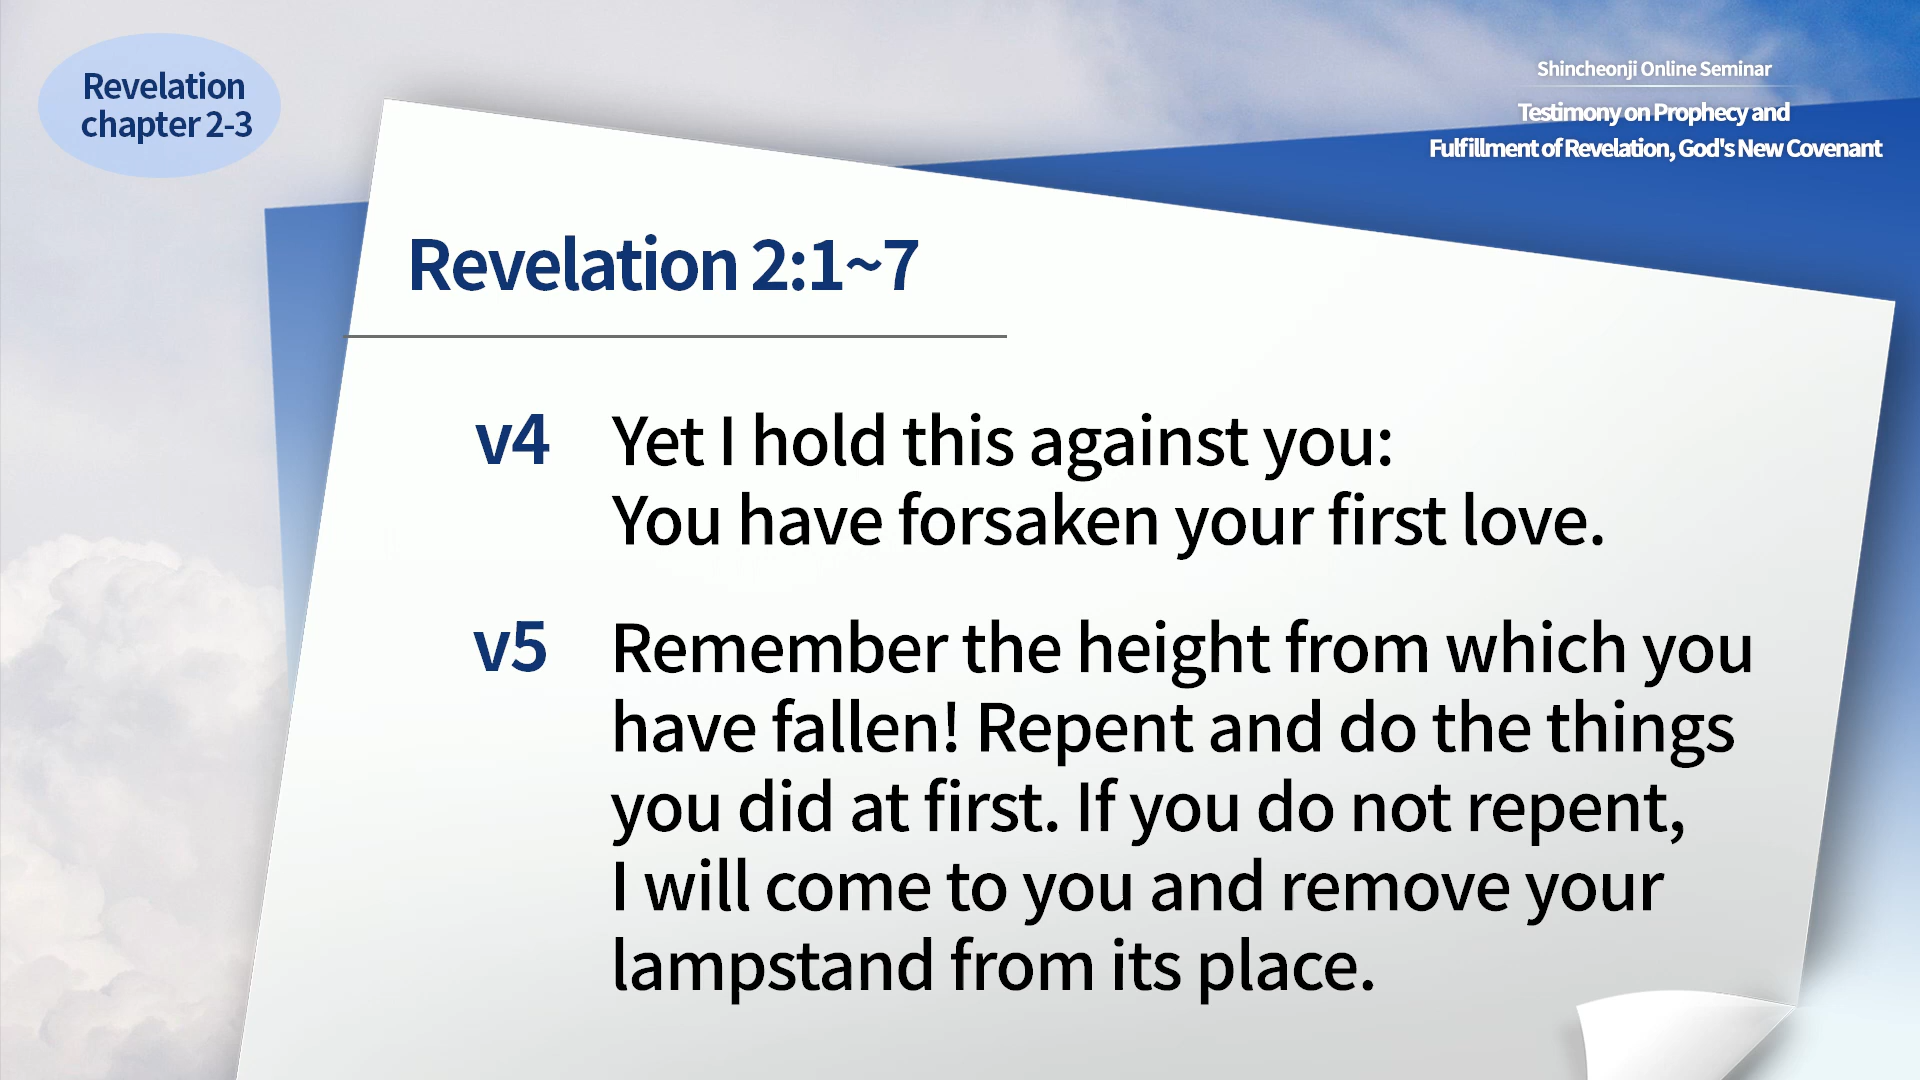 Revelation
chapter 2-3
Shincheonji Online Seminar
Testimony on Prophecy and
Fulfillment of Revelation, God's New Covenant
Revelation 2:1~7
v4 Yet I hold this against you:
You have forsaken your first love.
v5 Remember the height from which you
have fallen! Repent and do the things
you did at first. If you do not repent,
I will come to you and remove your
lampstand from its place.